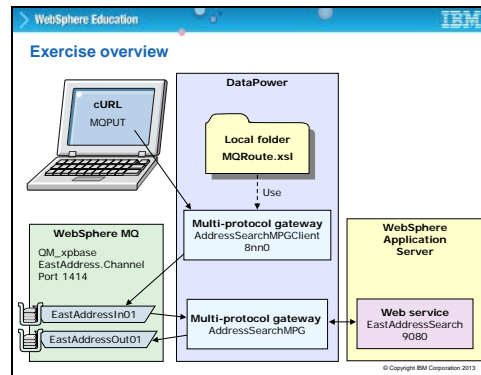 WebSphere Education
IBM
Exercise overview
DataPower
cURL
MQPUT
Local folder
MQRoute.xsl
Use
WebSphere MQ
QM_xpbase
EastAddress.Channel
Port 1414
Multi-protocol gateway
AddressSearchMPGClient
8nn0
WebSphere
Application
Server
EastAddressIn01
EastAddressOut01
Multi-protocol gateway
AddressSearchMPG
Web service
EastAddressSearch
9080
© Copyright IBM Corporation 2013